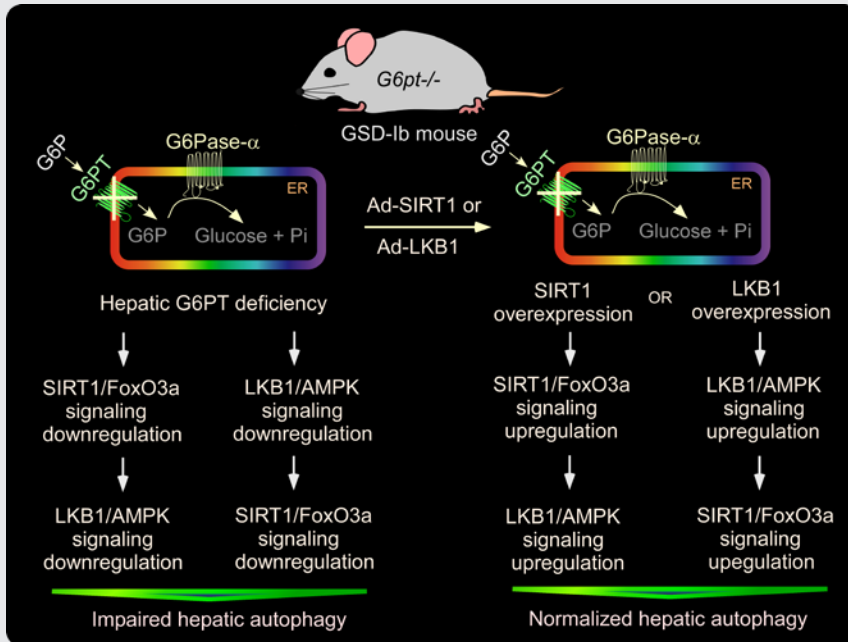 G6pt-/-
GSD-Ib mouse
G6P
G6PT
G6Pase-α
ER
G6P
Glucose + Pi
Ad-SIRT1 or
Ad-LKB1
G6P
G6PT
G6Pase-α
ER
G6P
Glucose + Pi
Hepatic G6PT deficiency
SIRT1/FoxO3a
signaling
downregulation
LKB1/AMPK
signaling
downregulation
LKB1/AMPK
signaling
downregulation
SIRT1/FoxO3a
signaling
downregulation
Impaired hepatic autophagy
SIRT1
overexpression
OR
LKB1
overexpression
SIRT1/FoxO3a
signaling
upregulation
LKB1/AMPK
signaling
upregulation
LKB1/AMPK
signaling
upregulation
SIRT1/FoxO3a
signaling
upegulation
Normalized hepatic autophagy